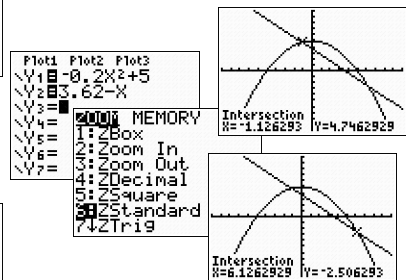 Plot1 Plot2 Plot3
\Y1=-0.2X²+5
\Y2=3.62-X
\Y3=
\Y4=
\Y5=
\Y6=
\Y7=
ZOOM MEMORY
1:ZBox
2:Zoom In
3:Zoom Out
4:ZDecimal
5:ZSquare
6:ZStandard
7↓ZTrig
Intersection
X=-1.126293 Y=4.7462929
Intersection
X=6.1262929 Y=-2.506293